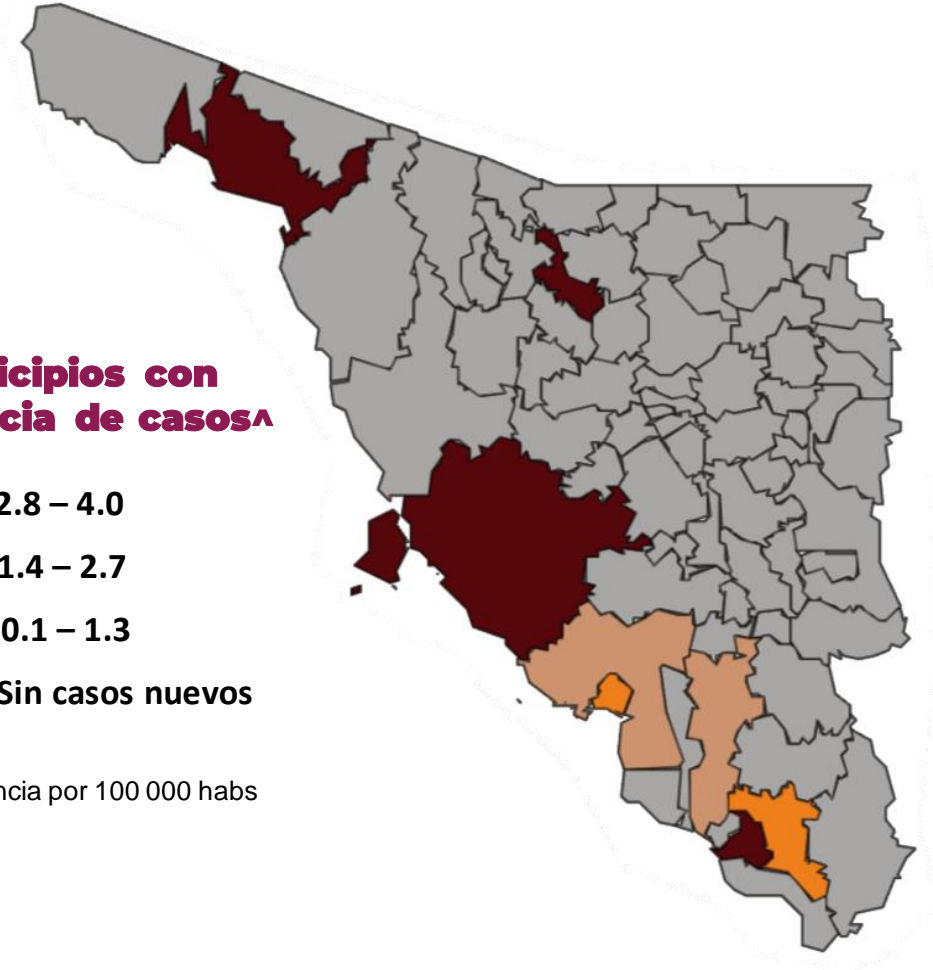 icipios con
cia de casos^
2.8 – 4.0
1.4 – 2.7
0.1 – 1.3
Sin casos nuevos
ncia por 100 000 habs